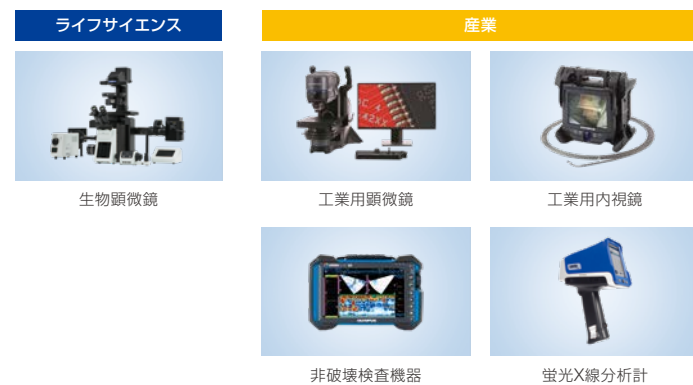 ライフサイエンス
産業
生物顕微鏡
工業用顕微鏡
工業用内視鏡
OLYMPUS
非破壊検査機器
蛍光X線分析計